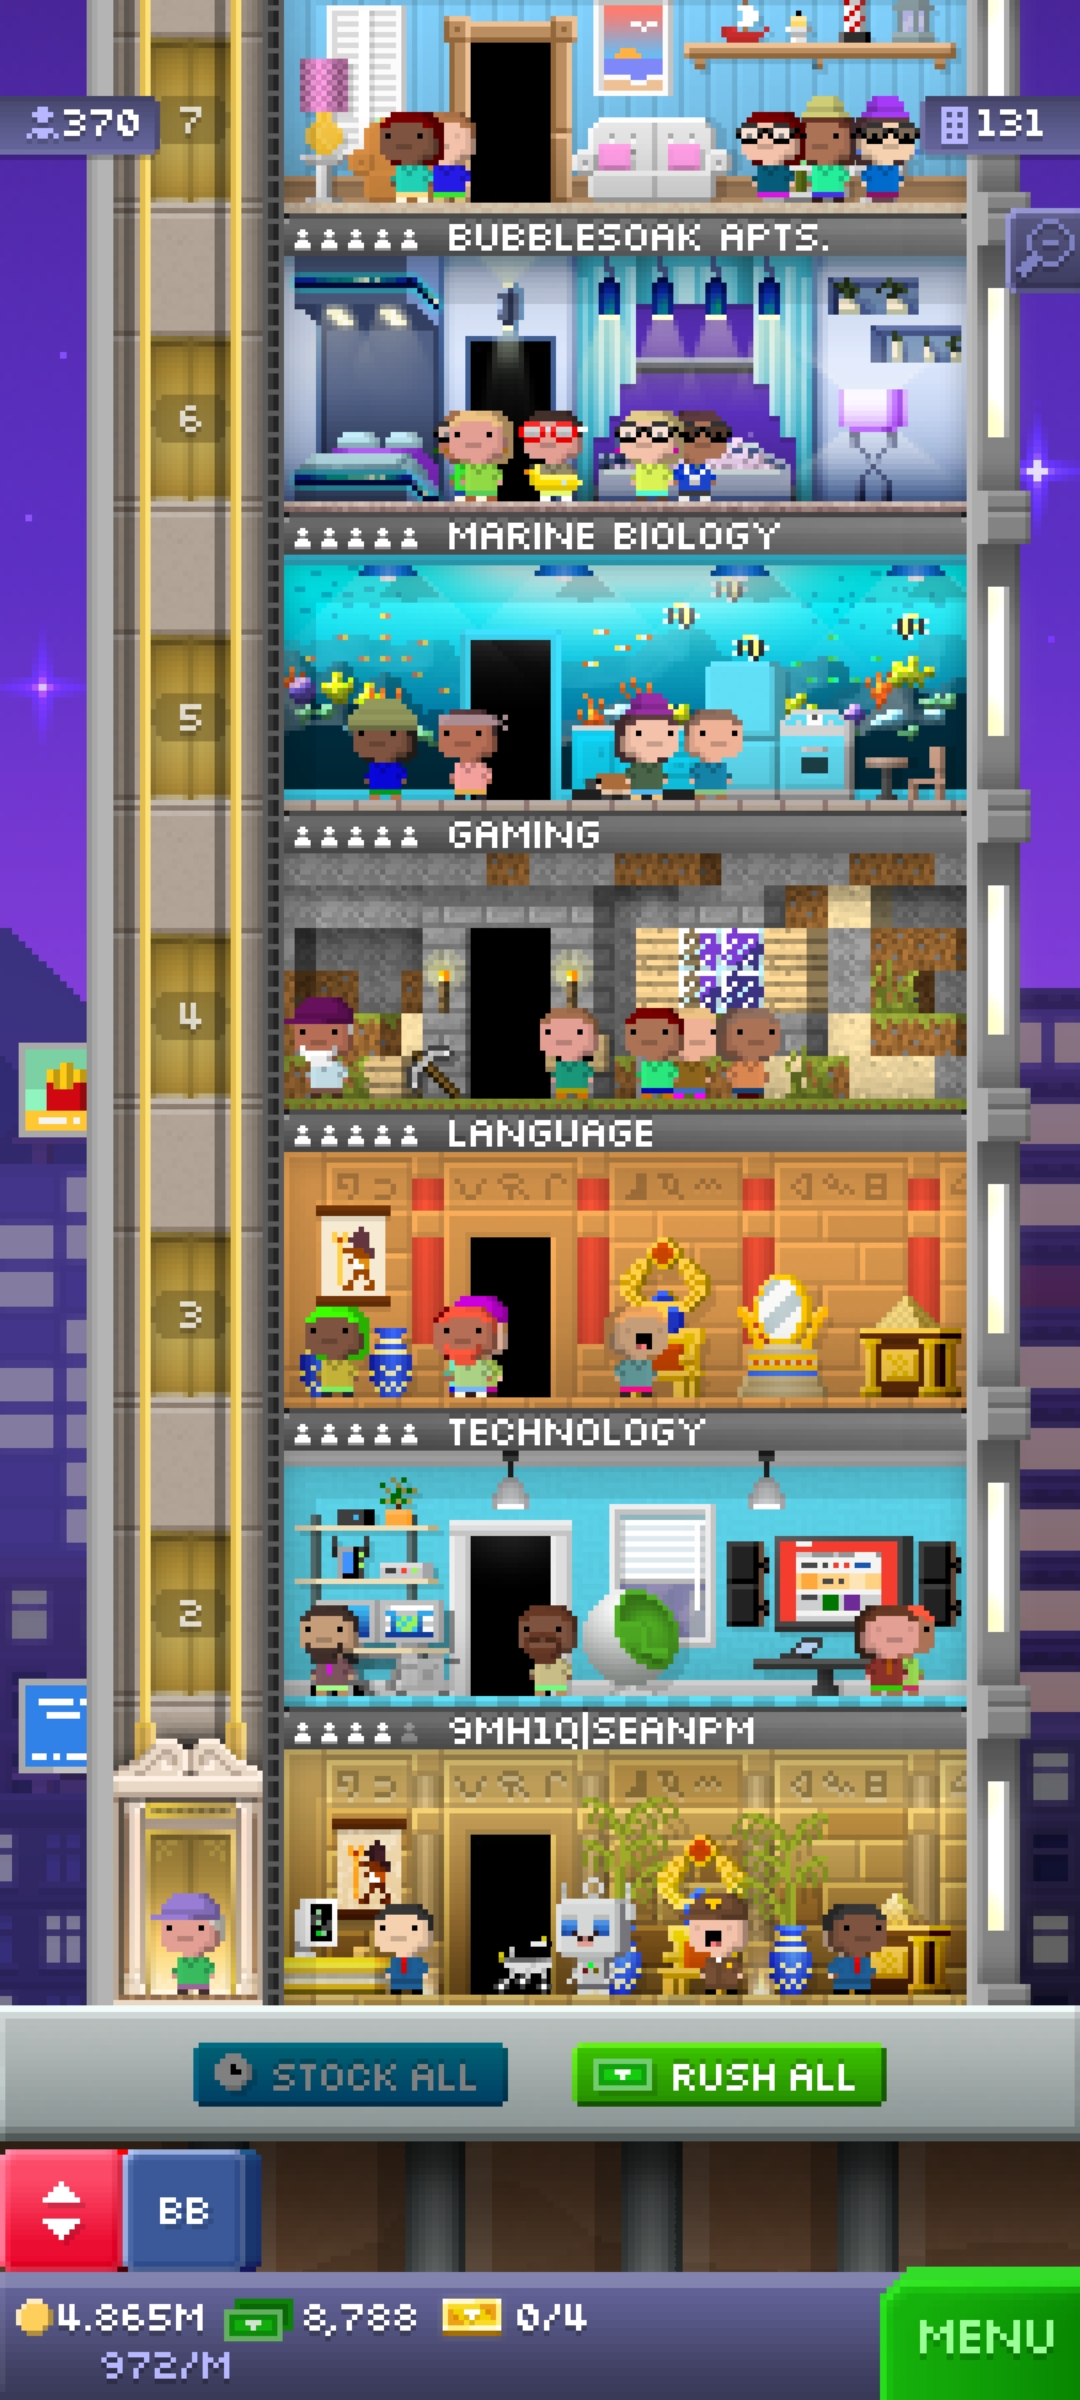 7
370
131
BUBBLESOAK APTS.
6
MARINE BIOLOGY
5
GAMING
4
LANGUAGE
3
TECHNOLOGY
2
9MH1Q|SEANPM
STOCK ALL
RUSH ALL
BB
4.865M 8,788 0/4
972/M
MENU